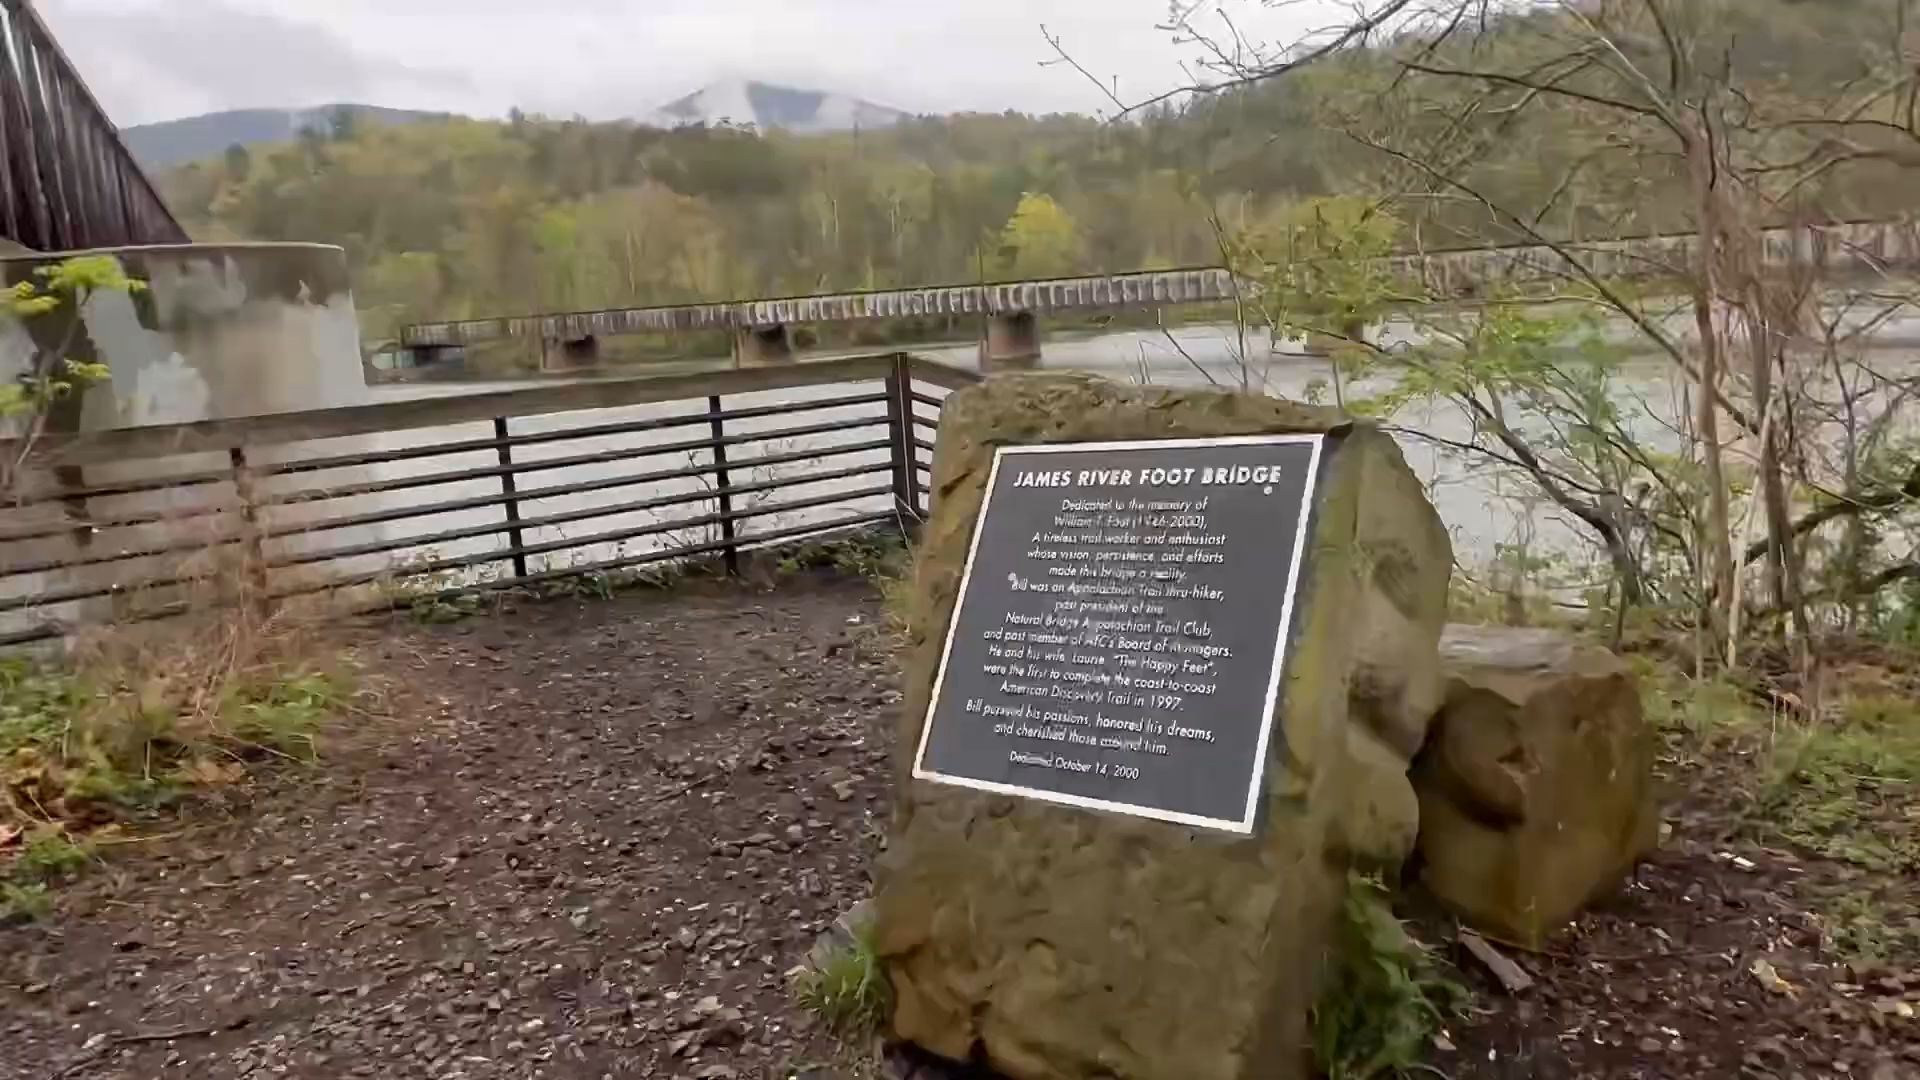 JAMES RIVER FOOT BRIDGE
Dedicated to the memory of
William T. Foot
A tireless trail worker and enthusiast
whose vision, persistence, and efforts
made this bridge a reality.
Bill was an Appalachian Trail thru-hiker,
past president of the
Natural Bridge Appalachian Trail Club,
and past member of ATC's Board of Managers.
He and his wife, Laurie, "The Happy Feet",
were the first to complete the coast-to-coast
American Discovery Trail in 1997.
Bill pursued his passions, honored his dreams,
and cherished those around him.
Dedicated October 14, 2000